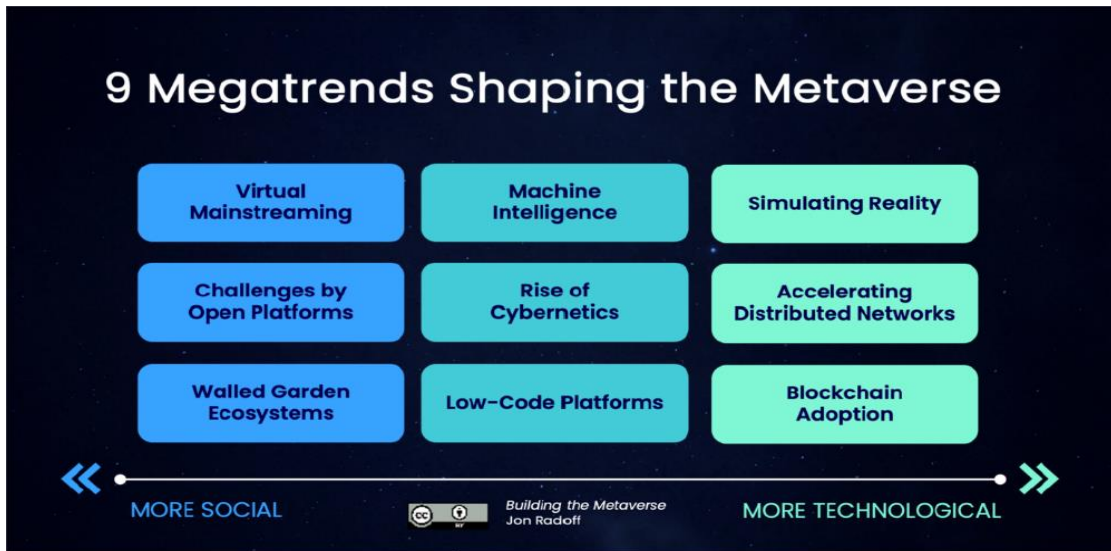 9 Megatrends Shaping the Metaverse
Virtual
Mainstreaming
Machine
Intelligence
Simulating Reality
Challenges by
Open Platforms
Rise of
Cybernetics
Accelerating
Distributed Networks
Walled Garden
Ecosystems
Low-Code Platforms
Blockchain
Adoption
MORE SOCIAL
cc
BY
Building the Metaverse
Jon Radoff
MORE TECHNOLOGICAL